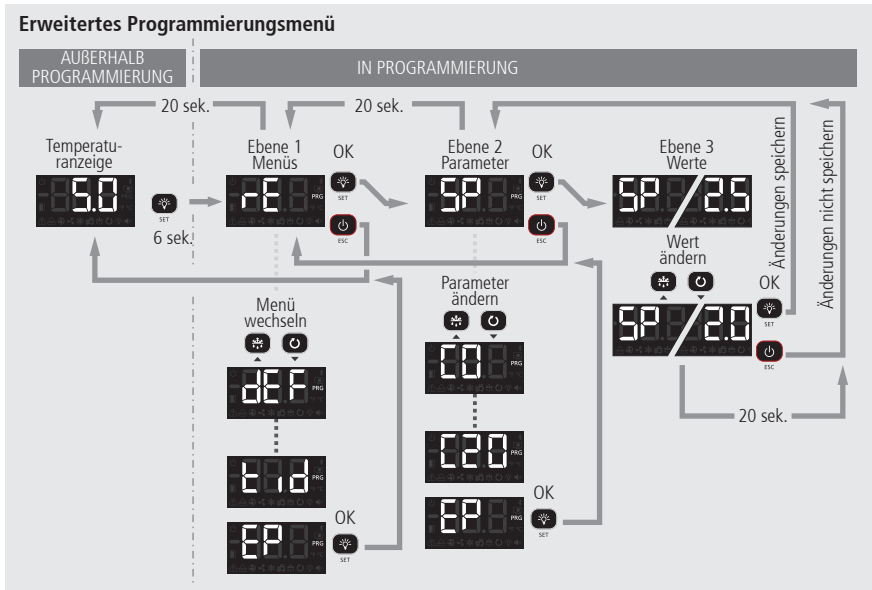 Erweitertes Programmierungsmenü
AUßERHALB
PROGRAMMIERUNG
IN PROGRAMMIERUNG
20 sek.
20 sek.
Temperatu-
ranzeige
5.0
SET
6 sek.
Ebene 1
Menüs
OK
rE
PRG
SET
ESC
Ebene 2
Parameter
OK
SP
PRG
SET
ESC
Ebene 3
Werte
SP / 2.5
Wert
ändern
SP / 2.0
OK
SET
ESC
Änderungen speichern
Änderungen nicht speichern
20 sek.
Menü
wechseln
dEF
PRG
tid
PRG
EP
PRG
OK
SET
Parameter
ändern
C0
PRG
C20
PRG
EP
PRG
OK
SET